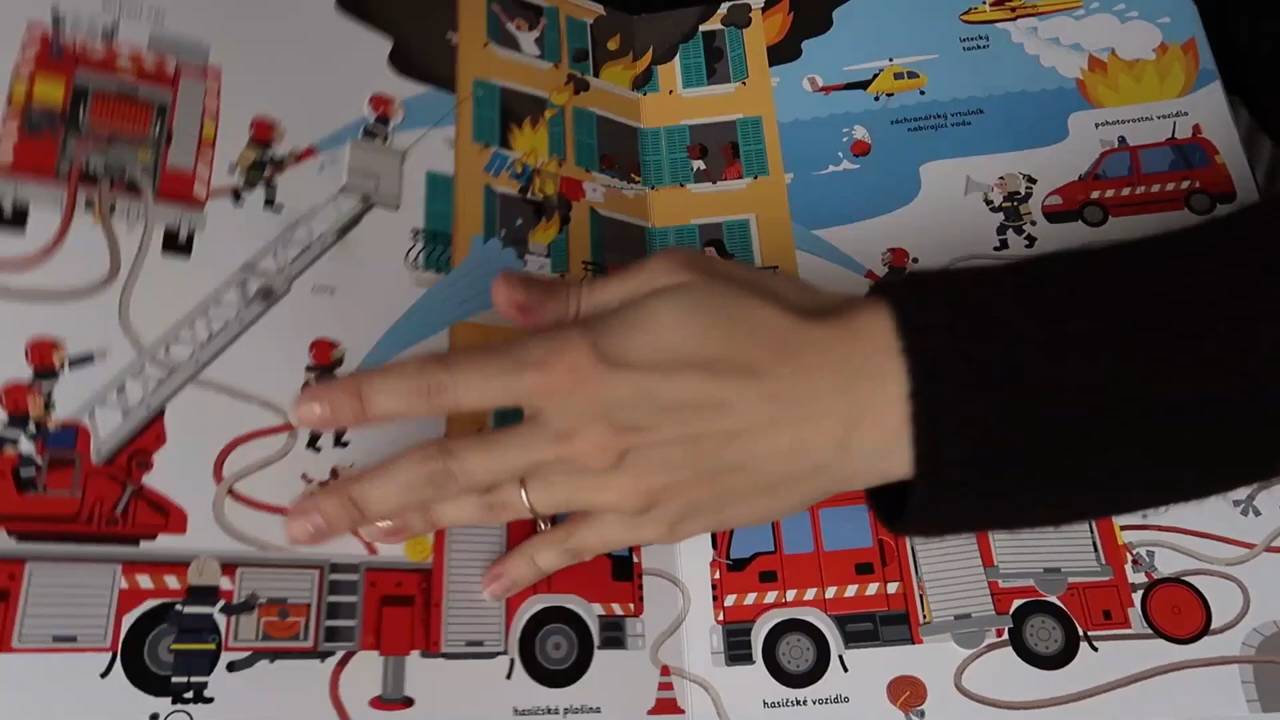 letecký
tanker
záchranářský vrtulník
nabírající vodu
pohotovostní vozidlo
hasičská plošina
hasičské vozidlo